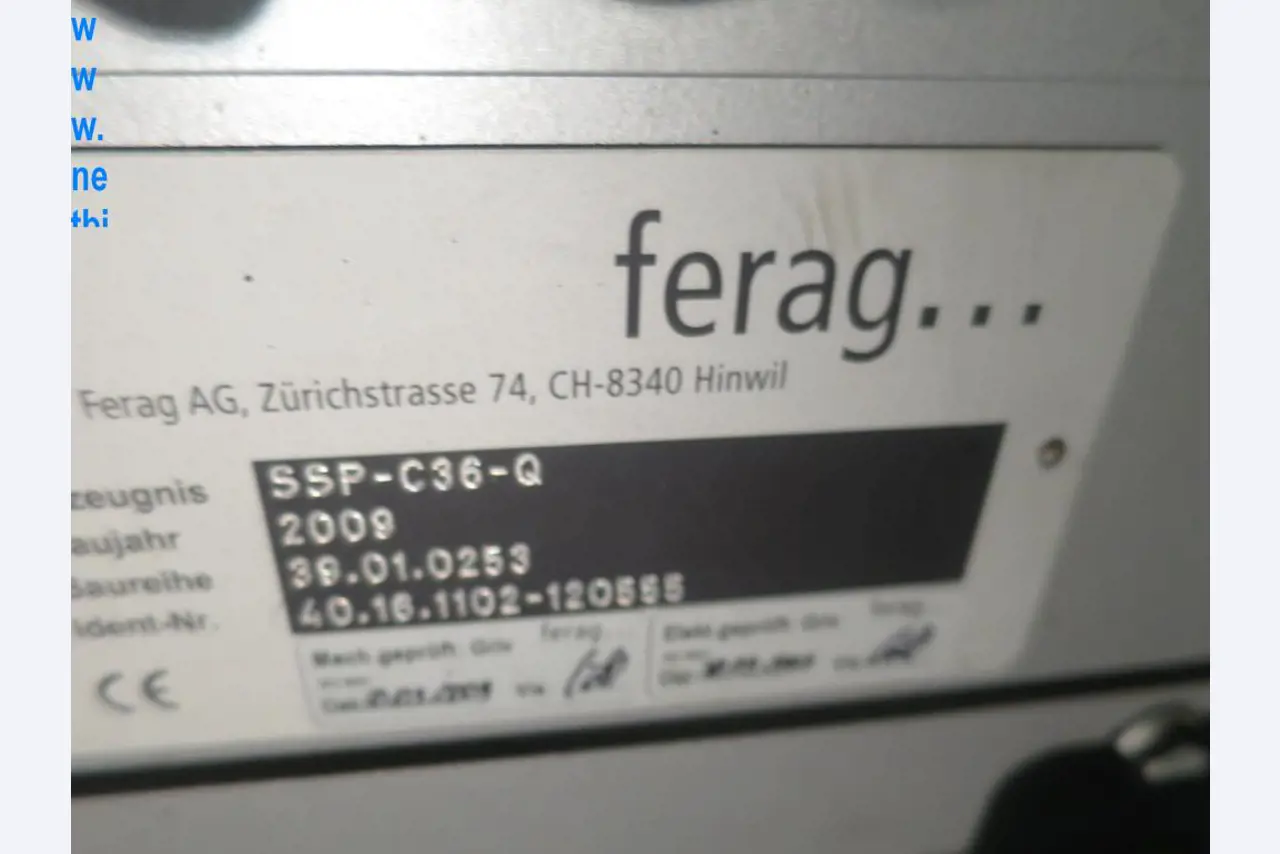 w
w
w.
ne
thi
ferag...
Ferag AG, Zürichstrasse 74, CH-8340 Hinwil
zeugnis SSP-C36-Q
aujahr 2009
Baureihe 39.01.0253
Ident-Nr. 40.16.1102-120555
Mech.geprüft ferag... Elekt.geprüft ferag...
CE